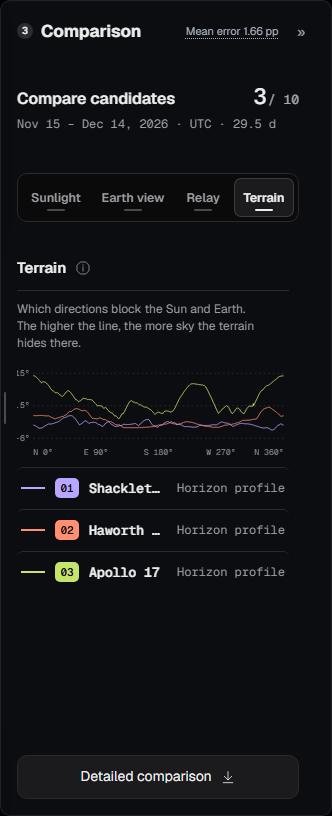 3 Comparison Mean error 1.66 pp »
Compare candidates 3 / 10
Nov 15 – Dec 14, 2026 · UTC · 29.5 d
Sunlight Earth view Relay Terrain
Terrain
Which directions block the Sun and Earth.
The higher the line, the more sky the terrain
hides there.
15°
.5°
-6°
N 0° E 90° S 180° W 270° N 360°
01 Shacklet… Horizon profile
02 Haworth … Horizon profile
03 Apollo 17 Horizon profile
Detailed comparison